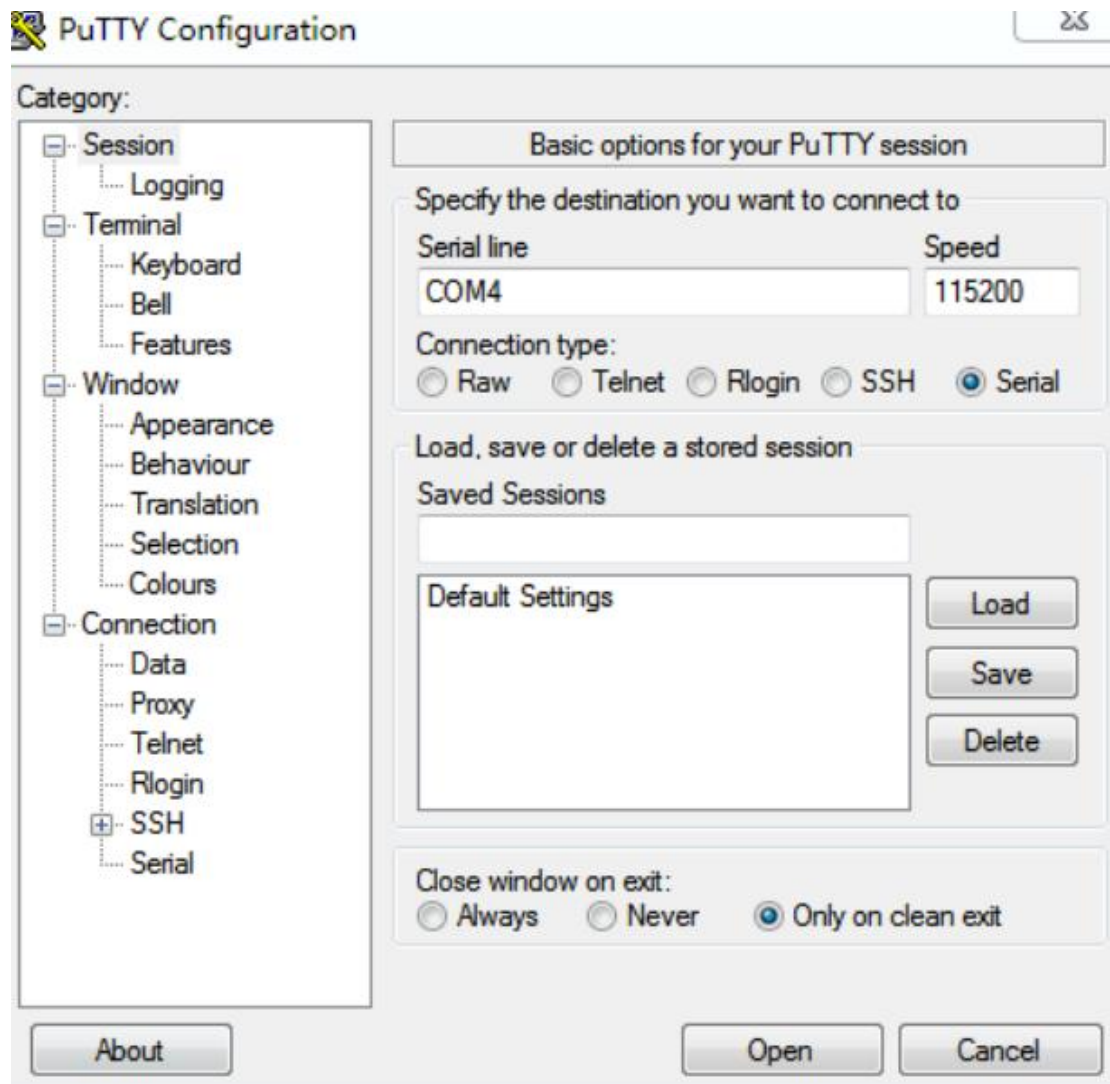 PuTTY Configuration
Category:
Session
Logging
Terminal
Keyboard
Bell
Features
Window
Appearance
Behaviour
Translation
Selection
Colours
Connection
Data
Proxy
Telnet
Rlogin
SSH
Serial
Basic options for your PuTTY session
Specify the destination you want to connect to
Serial line Speed
COM4 115200
Connection type:
Raw Telnet Rlogin SSH Serial
Load, save or delete a stored session
Saved Sessions
Default Settings
Load
Save
Delete
Close window on exit:
Always Never Only on clean exit
About Open Cancel